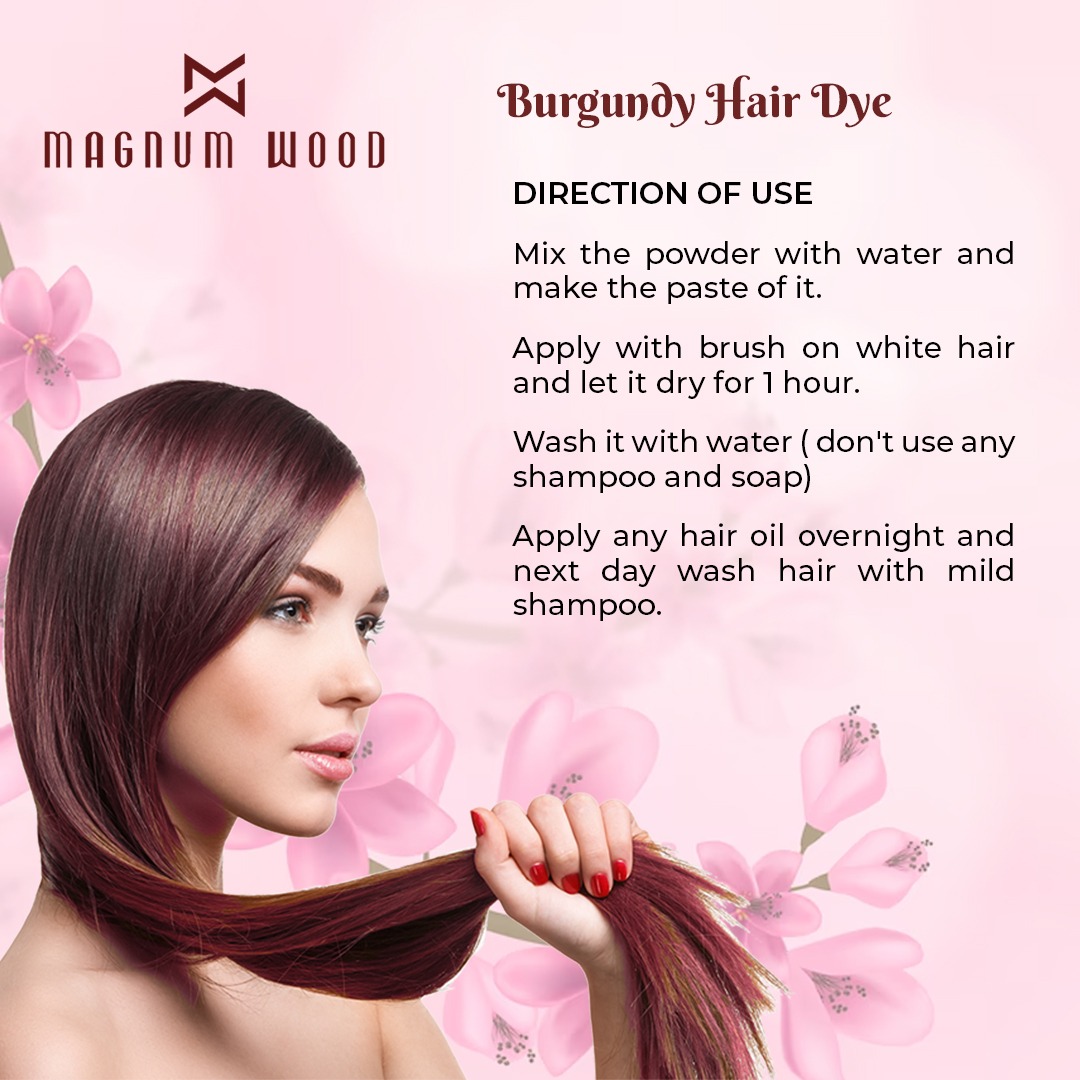 MAGNUM WOOD
Burgundy Hair Dye
DIRECTION OF USE
Mix the powder with water and
make the paste of it.
Apply with brush on white hair
and let it dry for 1 hour.
Wash it with water ( don't use any
shampoo and soap)
Apply any hair oil overnight and
next day wash hair with mild
shampoo.